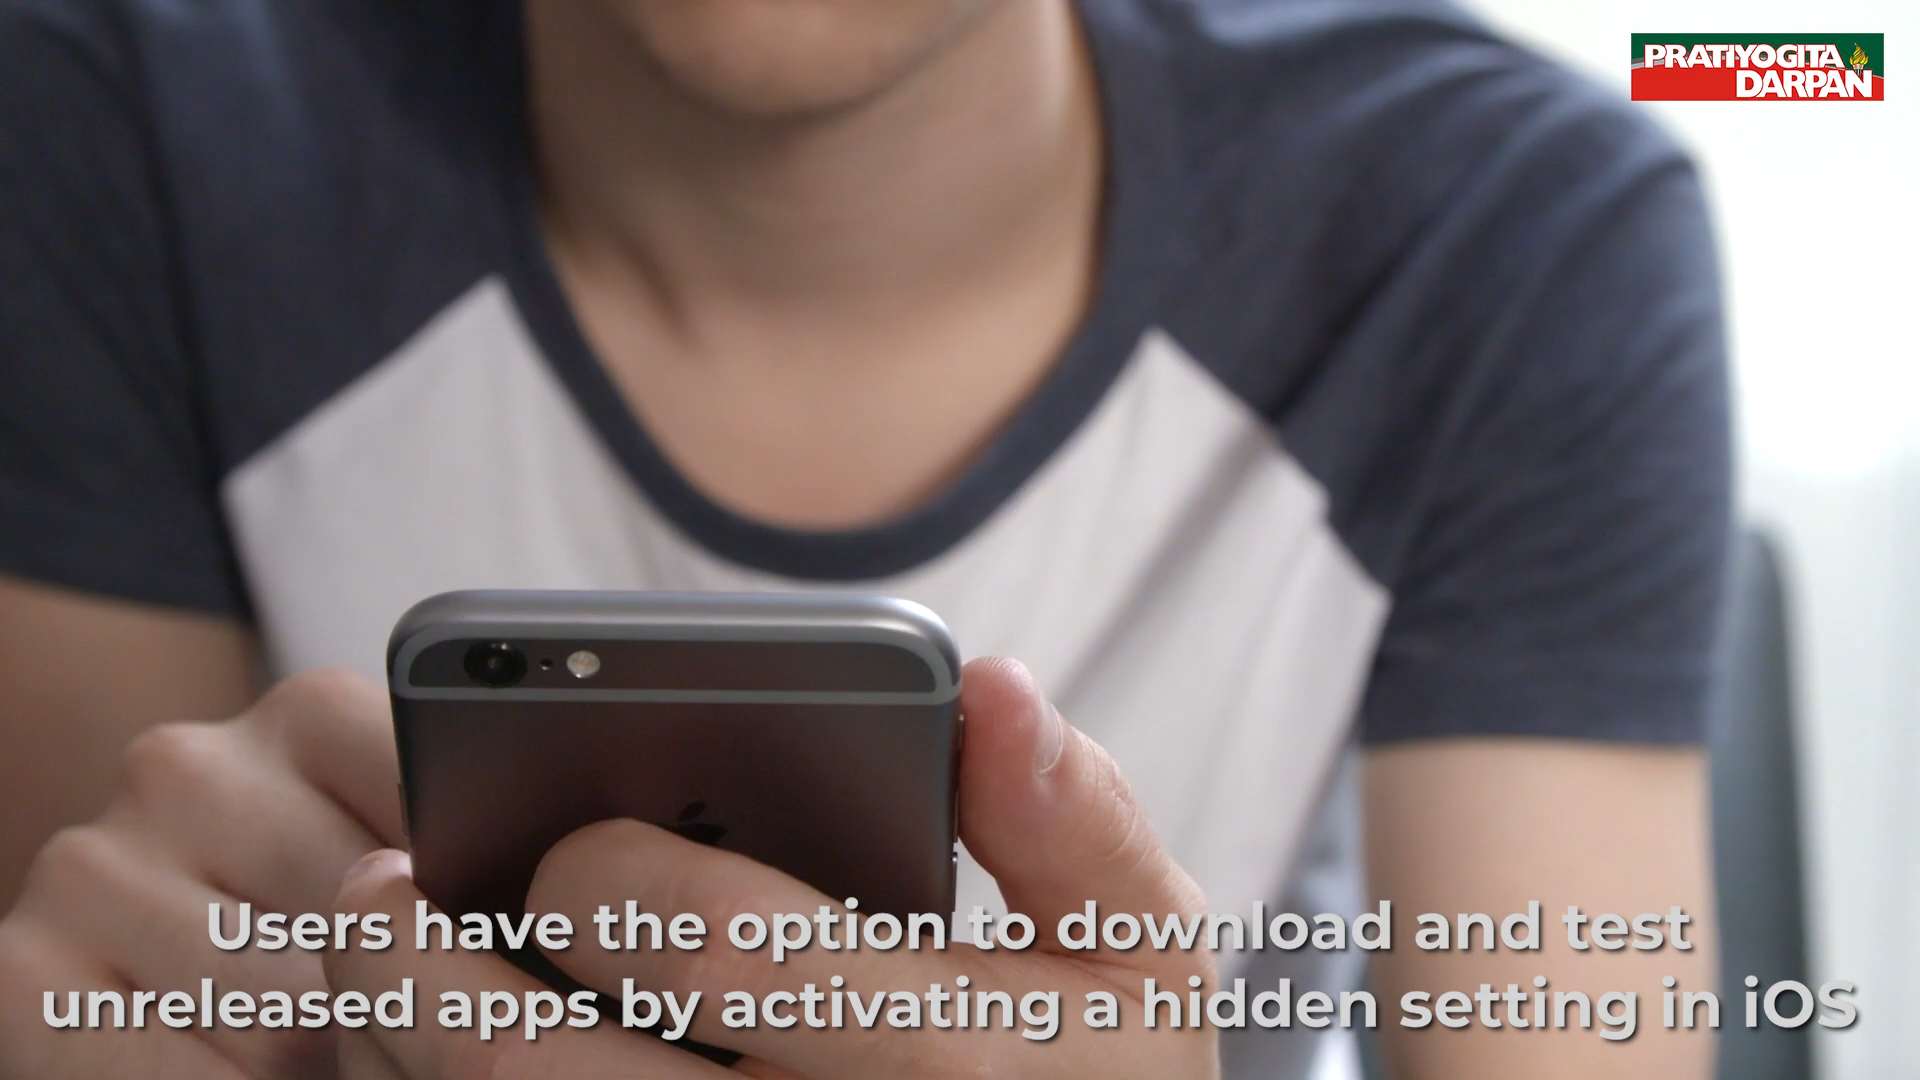 PRATIYOGITA
DARPAN
Users have the option to download and test
unreleased apps by activating a hidden setting in iOS